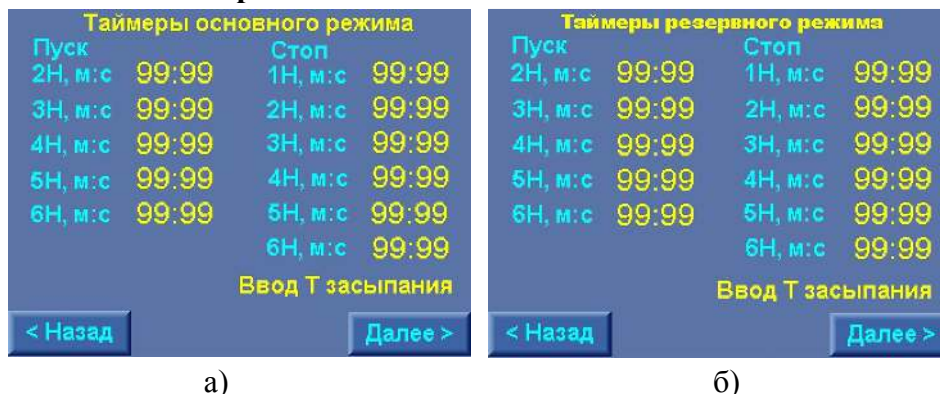 Таймеры основного режима
Пуск Стоп
2Н, м:с 99:99 1Н, м:с 99:99
3Н, м:с 99:99 2Н, м:с 99:99
4Н, м:с 99:99 3Н, м:с 99:99
5Н, м:с 99:99 4Н, м:с 99:99
6Н, м:с 99:99 5Н, м:с 99:99
6Н, м:с 99:99
Ввод Т засыпания
< Назад Далее >
а)
Таймеры резервного режима
Пуск Стоп
2Н, м:с 99:99 1Н, м:с 99:99
3Н, м:с 99:99 2Н, м:с 99:99
4Н, м:с 99:99 3Н, м:с 99:99
5Н, м:с 99:99 4Н, м:с 99:99
6Н, м:с 99:99 5Н, м:с 99:99
6Н, м:с 99:99
Ввод Т засыпания
< Назад Далее >
б)